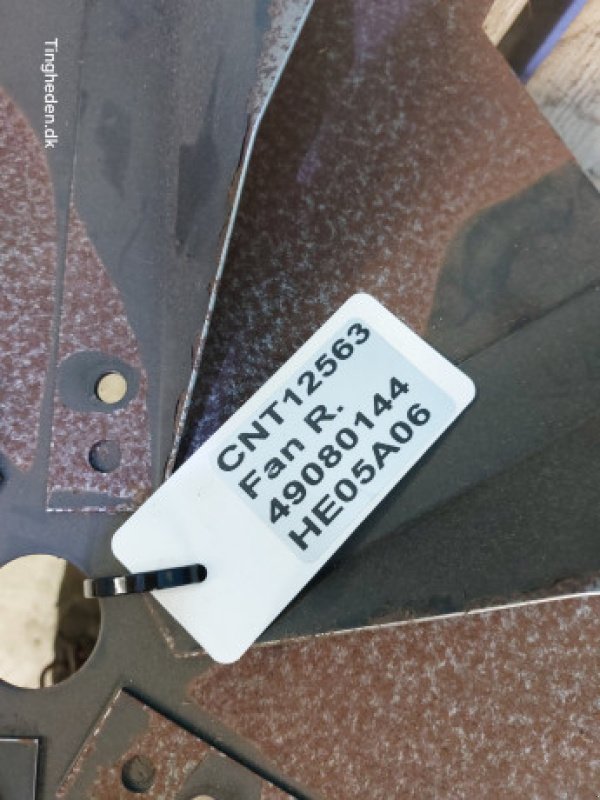 Tingheden.dk
CNT12563
Fan R.
49080144
HE05A06